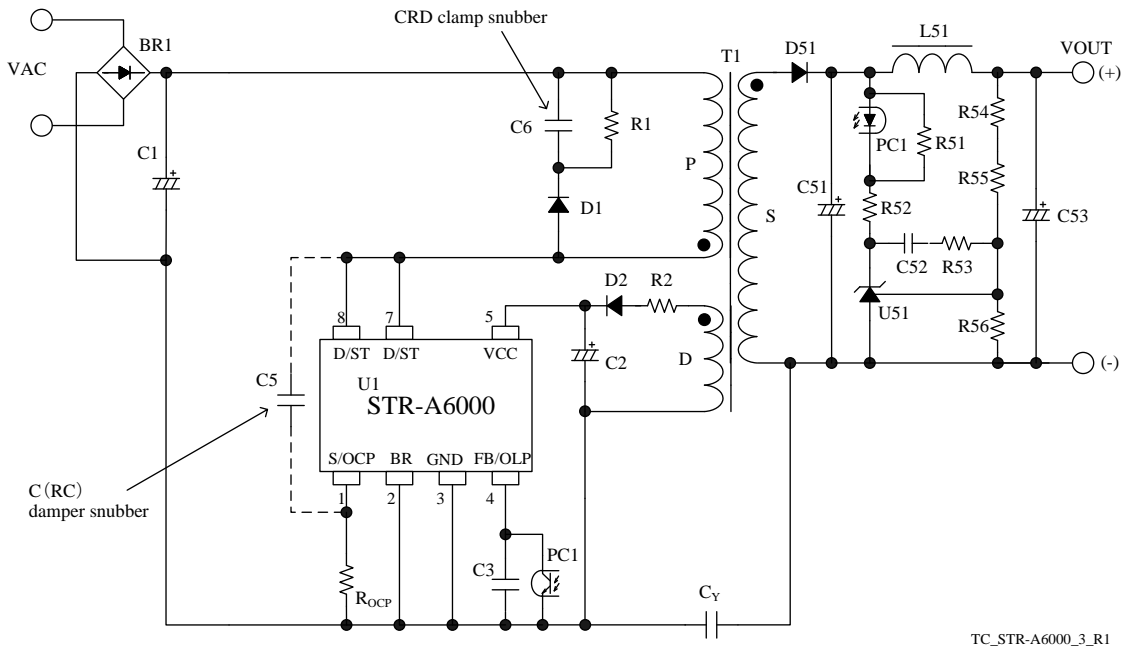 CRD clamp snubber
L51
BR1
T1
D51
VOUT
VAC
(+)
C6
R1
PC1
R51
R54
C1
P
R55
C51
S
R52
C53
D1
C52
R53
D2
R2
U51
R56
8
7
5
D/ST
D/ST
VCC
C2
D
(-)
C5
U1
STR-A6000
S/OCP
BR
GND
FB/OLP
C (RC)
damper snubber
1
2
3
4
PC1
C3
ROCP
CY
TC_STR-A6000_3_R1